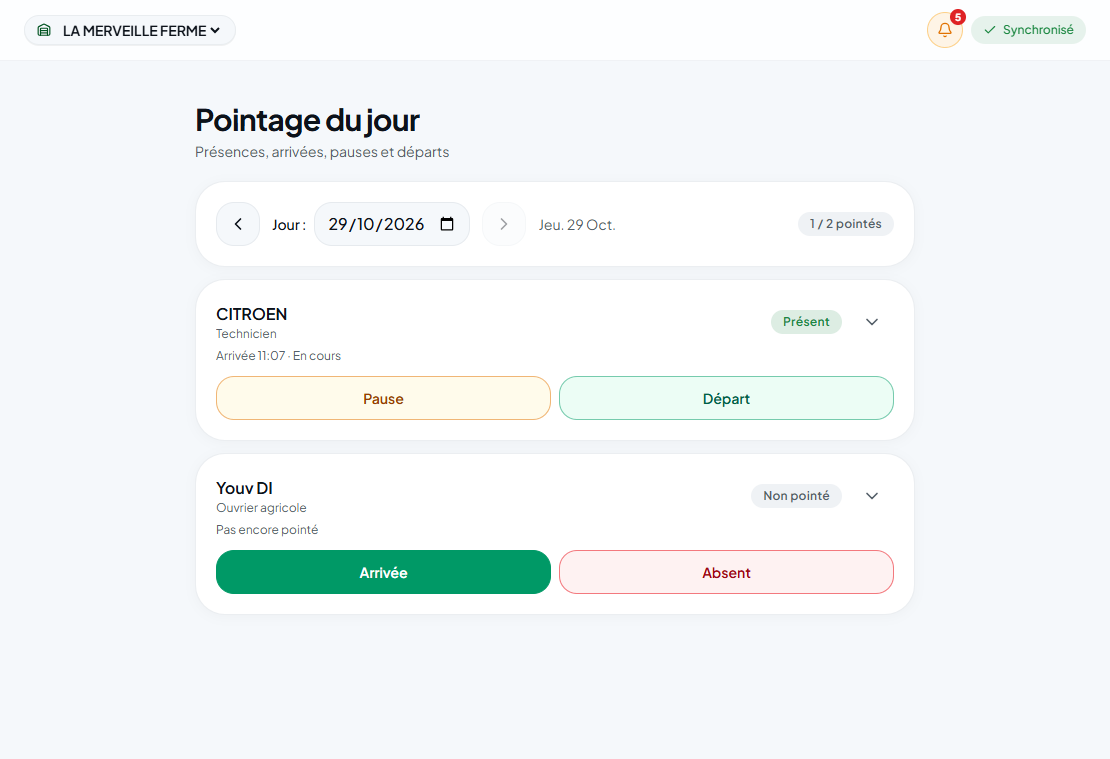 LA MERVEILLE FERME
5
Synchronisé
Pointage du jour
Présences, arrivées, pauses et départs
Jour : 29/10/2026 Jeu. 29 Oct. 1 / 2 pointés
CITROEN
Présent
Technicien
Arrivée 11:07 · En cours
Pause Départ
Youv DI
Non pointé
Ouvrier agricole
Pas encore pointé
Arrivée Absent